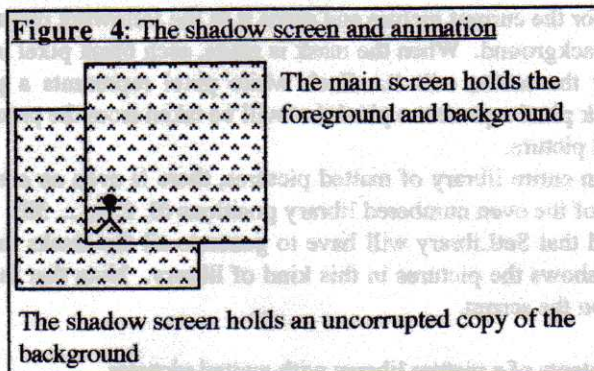 Figure 4: The shadow screen and animation
The main screen holds the
foreground and background
The shadow screen holds an uncorrupted copy of the
background